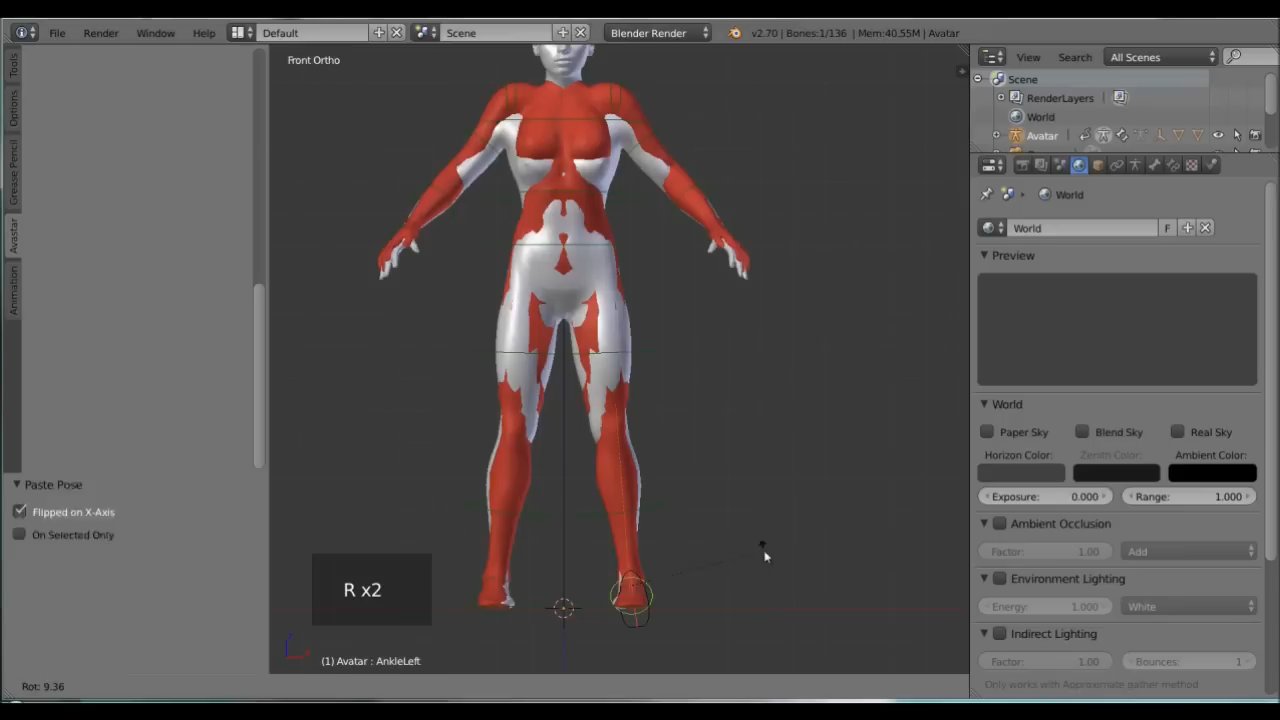 File Render Window Help Default Scene Blender Render v2.70 | Bones:1/136 | Mem:40.55M | Avatar
View Search All Scenes
Front Ortho
Tools
Options
Grease Pencil
Avastar
Animation
Scene
RenderLayers
World
Avatar
World
World F
Preview
World
Paper Sky Blend Sky Real Sky
Horizon Color: Zenith Color: Ambient Color:
Exposure: 0.000 Range: 1.000
Ambient Occlusion
Factor: 1.00 Add
Environment Lighting
Energy: 1.000 White
Indirect Lighting
Factor: 1.00 Bounces: 1
Only works with Approximate gather method
Paste Pose
Flipped on X-Axis
On Selected Only
R x2
(1) Avatar : AnkleLeft
Rot: 9.36